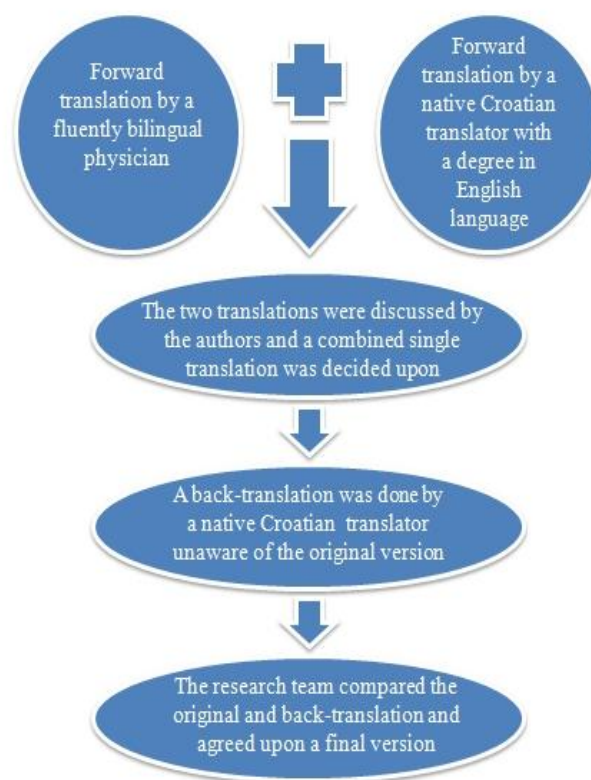 Forward
translation by a
fluently bilingual
physician
Forward
translation by a
native Croatian
translator with
a degree in
English
language
The two translations were discussed by
the authors and a combined single
translation was decided upon
A back-translation was done by
a native Croatian translator
unaware of the original version
The research team compared the
original and back-translation and
agreed upon a final version